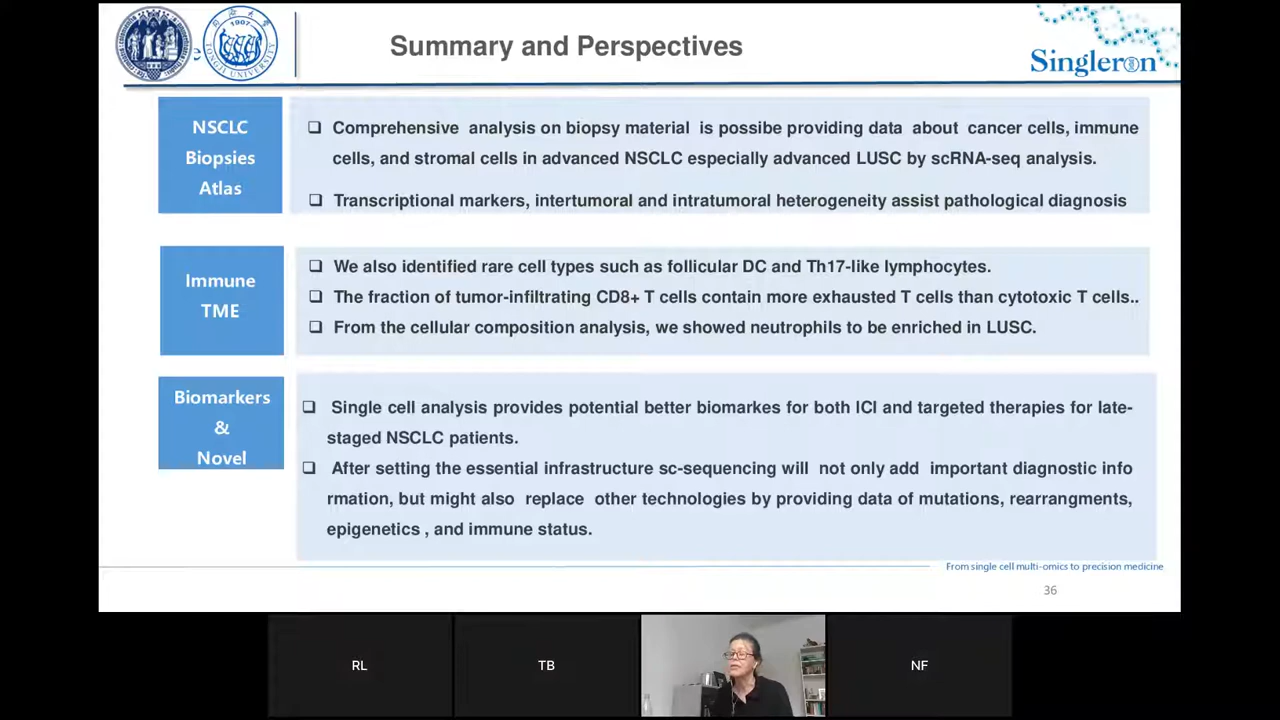 Summary and Perspectives
1907
TONGJI UNIVERSITY
Singleron
NSCLC
Biopsies
Atlas
❑ Comprehensive analysis on biopsy material is possibe providing data about cancer cells, immune
cells, and stromal cells in advanced NSCLC especially advanced LUSC by scRNA-seq analysis.
❑ Transcriptional markers, intertumoral and intratumoral heterogeneity assist pathological diagnosis
Immune
TME
❑ We also identified rare cell types such as follicular DC and Th17-like lymphocytes.
❑ The fraction of tumor-infiltrating CD8+ T cells contain more exhausted T cells than cytotoxic T cells..
❑ From the cellular composition analysis, we showed neutrophils to be enriched in LUSC.
Biomarkers
&
Novel
❑ Single cell analysis provides potential better biomarkes for both ICI and targeted therapies for late-
staged NSCLC patients.
❑ After setting the essential infrastructure sc-sequencing will not only add important diagnostic info
rmation, but might also replace other technologies by providing data of mutations, rearrangments,
epigenetics , and immune status.
From single cell multi-omics to precision medicine
36
RL
TB
NF